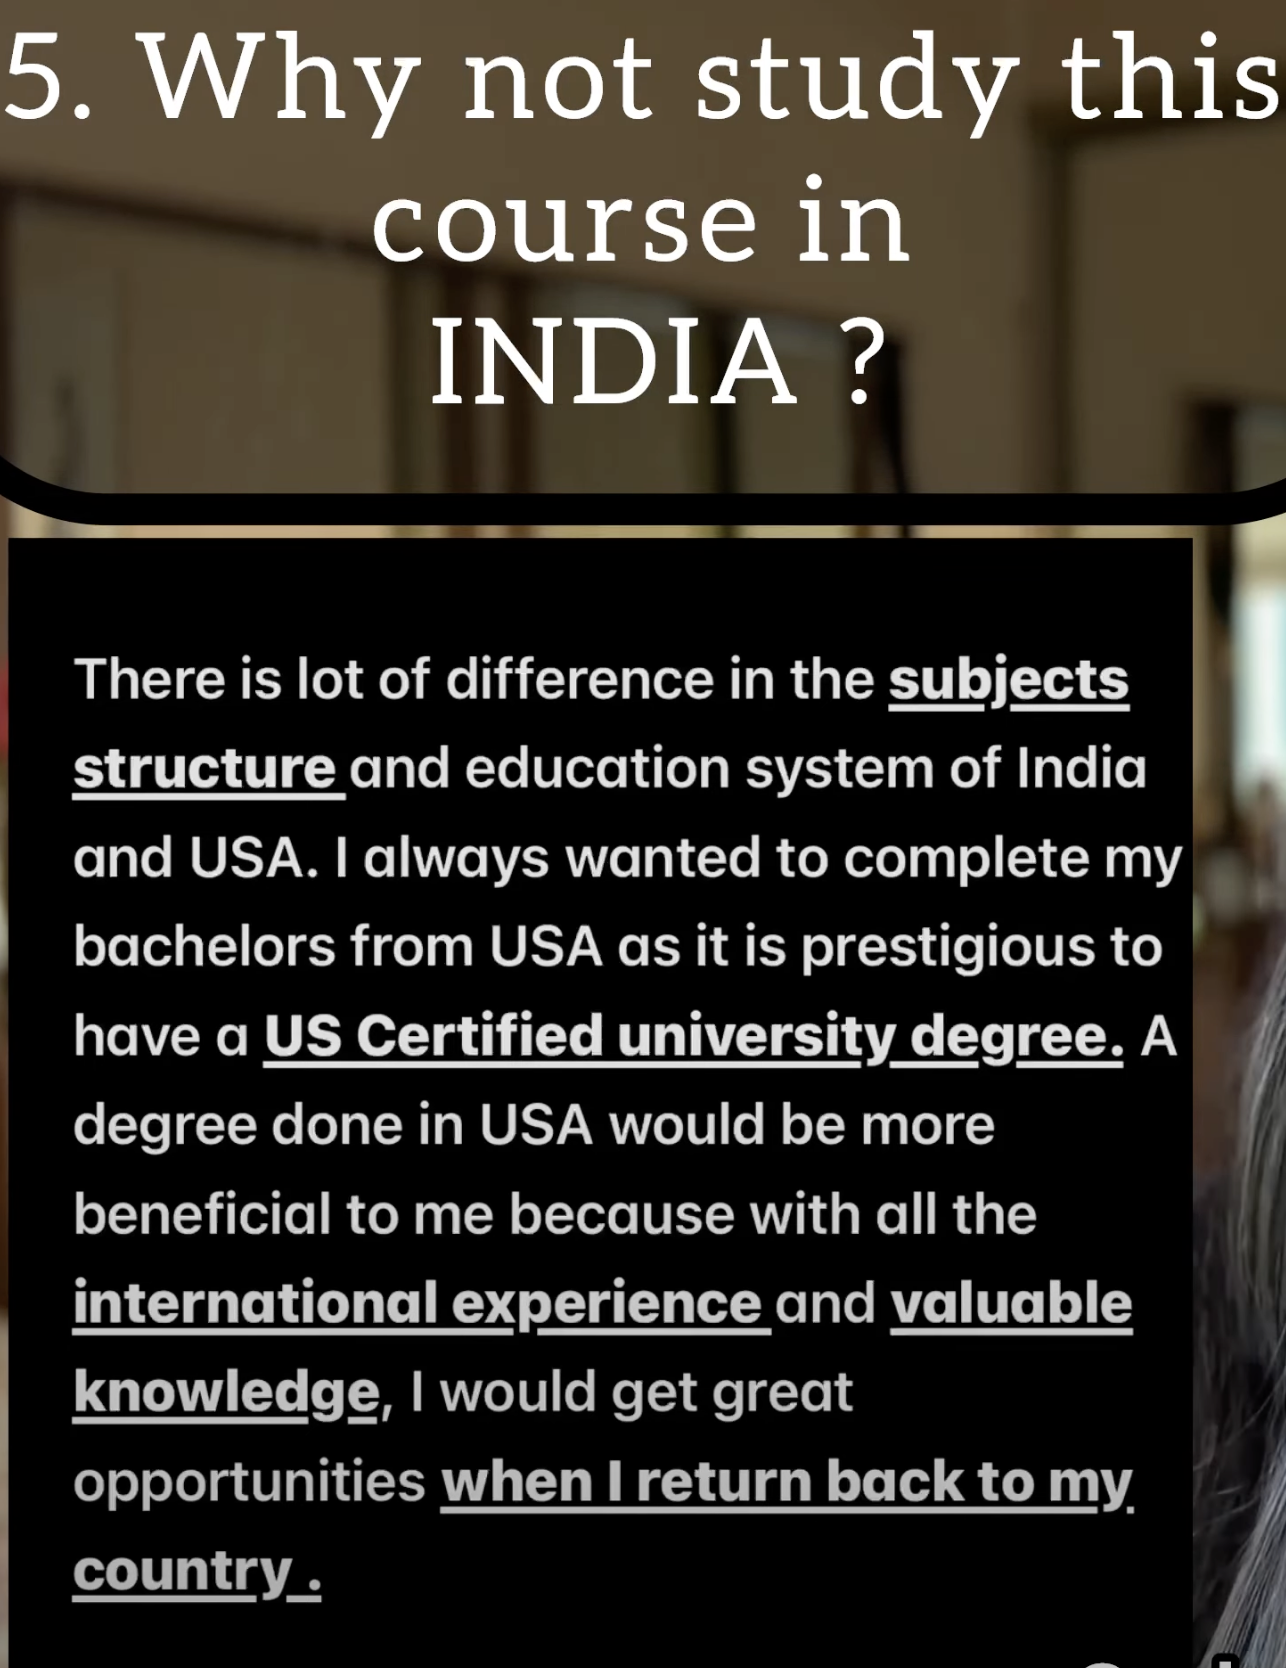 5. Why not study this
course in
INDIA ?
There is lot of difference in the subjects
structure and education system of India
and USA. I always wanted to complete my
bachelors from USA as it is prestigious to
have a US Certified university degree. A
degree done in USA would be more
beneficial to me because with all the
international experience and valuable
knowledge, I would get great
opportunities when I return back to my
country .